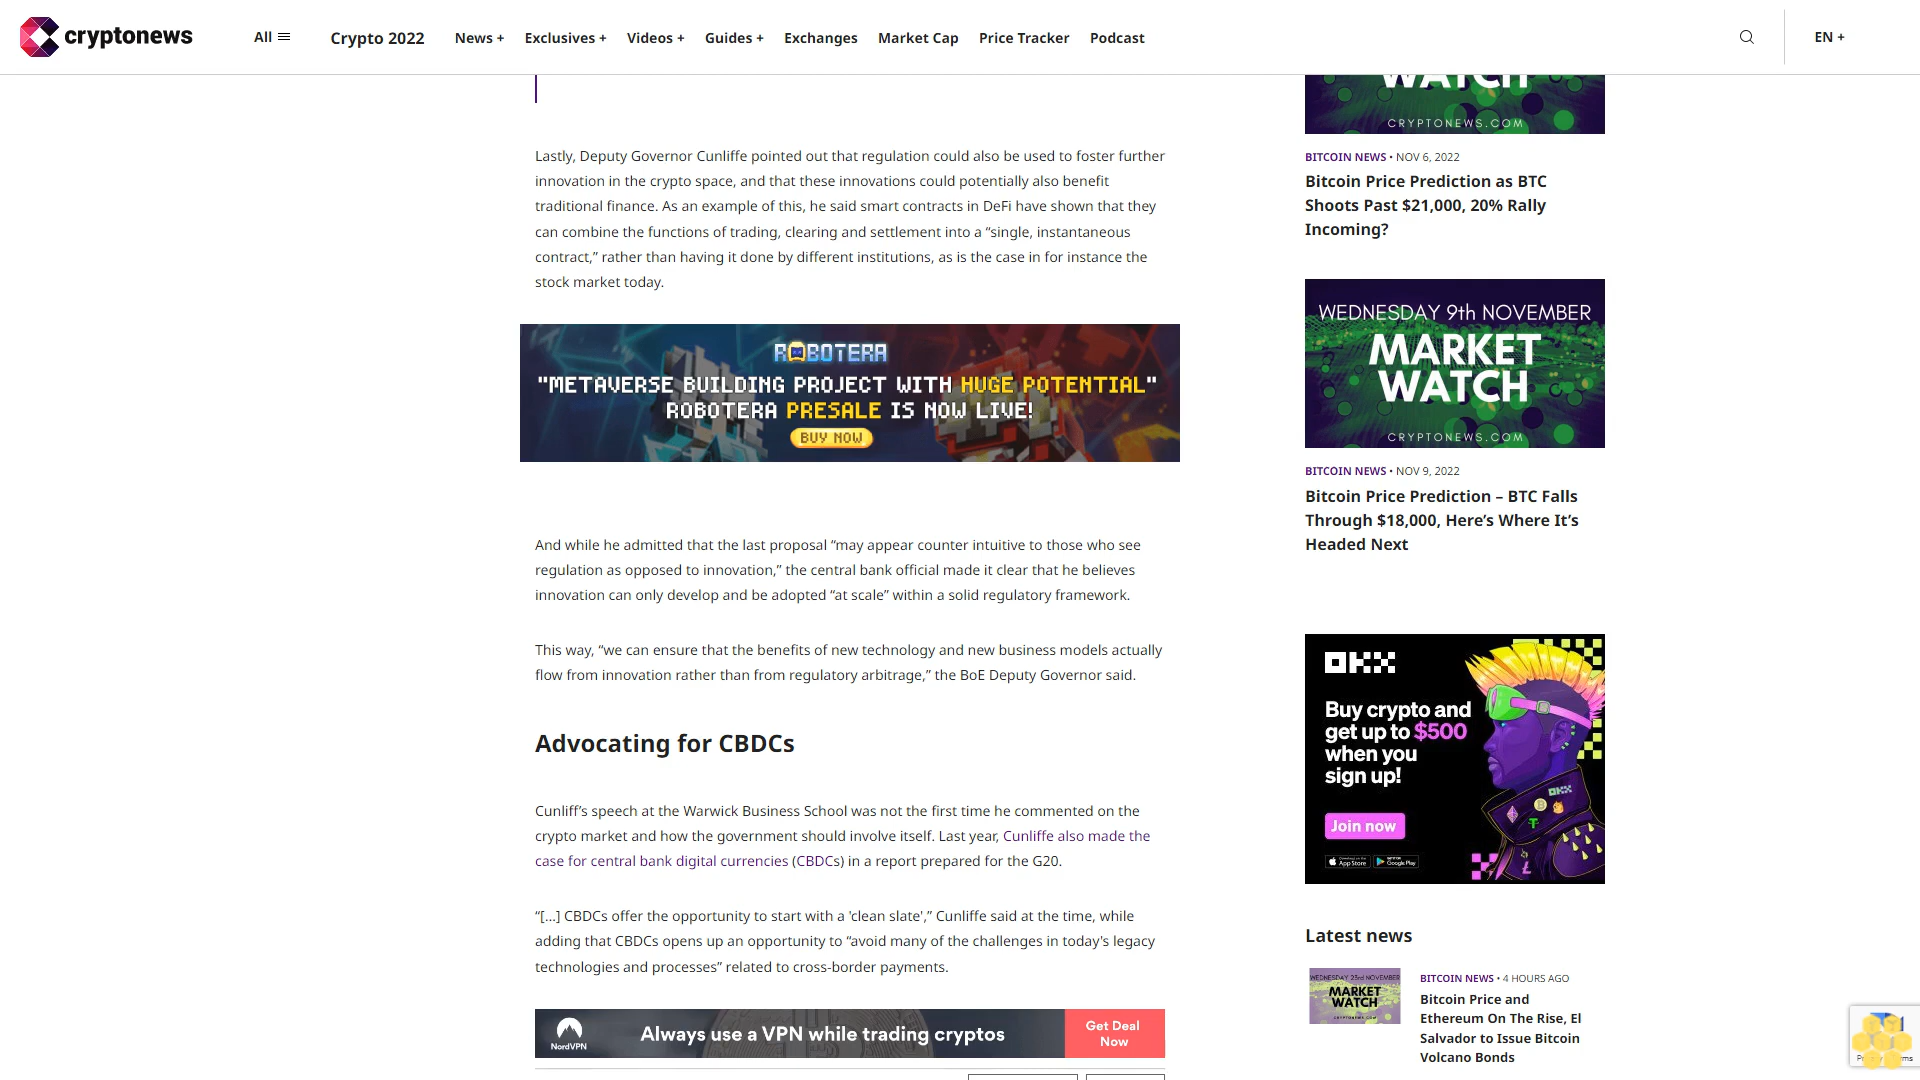 cryptonews
All
Crypto 2022
News +
Exclusives +
Videos +
Guides +
Exchanges
Market Cap
Price Tracker
Podcast
EN +
Lastly, Deputy Governor Cunliffe pointed out that regulation could also be used to foster further
innovation in the crypto space, and that these innovations could potentially also benefit
traditional finance. As an example of this, he said smart contracts in DeFi have shown that they
can combine the functions of trading, clearing and settlement into a “single, instantaneous
contract,” rather than having it done by different institutions, as is the case in for instance the
stock market today.
ROBOTERA
"METAVERSE BUILDING PROJECT WITH HUGE POTENTIAL"
ROBOTERA PRESALE IS NOW LIVE!
BUY NOW
And while he admitted that the last proposal “may appear counter intuitive to those who see
regulation as opposed to innovation,” the central bank official made it clear that he believes
innovation can only develop and be adopted “at scale” within a solid regulatory framework.
This way, “we can ensure that the benefits of new technology and new business models actually
flow from innovation rather than from regulatory arbitrage,” the BoE Deputy Governor said.
Advocating for CBDCs
Cunliff’s speech at the Warwick Business School was not the first time he commented on the
crypto market and how the government should involve itself. Last year, Cunliffe also made the
case for central bank digital currencies (CBDCs) in a report prepared for the G20.
“[…] CBDCs offer the opportunity to start with a 'clean slate',” Cunliffe said at the time, while
adding that CBDCs opens up an opportunity to “avoid many of the challenges in today's legacy
technologies and processes” related to cross-border payments.
NordVPN
Always use a VPN while trading cryptos
Get Deal
Now
WATCH
CRYPTONEWS.COM
BITCOIN NEWS • NOV 6, 2022
Bitcoin Price Prediction as BTC
Shoots Past $21,000, 20% Rally
Incoming?
WEDNESDAY 9th NOVEMBER
MARKET
WATCH
CRYPTONEWS.COM
BITCOIN NEWS • NOV 9, 2022
Bitcoin Price Prediction – BTC Falls
Through $18,000, Here’s Where It’s
Headed Next
OKX
Buy crypto and
get up to $500
when you
sign up!
Join now
App Store
Google Play
OKX
Latest news
WEDNESDAY 23rd NOVEMBER
MARKET
WATCH
CRYPTONEWS.COM
BITCOIN NEWS • 4 HOURS AGO
Bitcoin Price and
Ethereum On The Rise, El
Salvador to Issue Bitcoin
Volcano Bonds